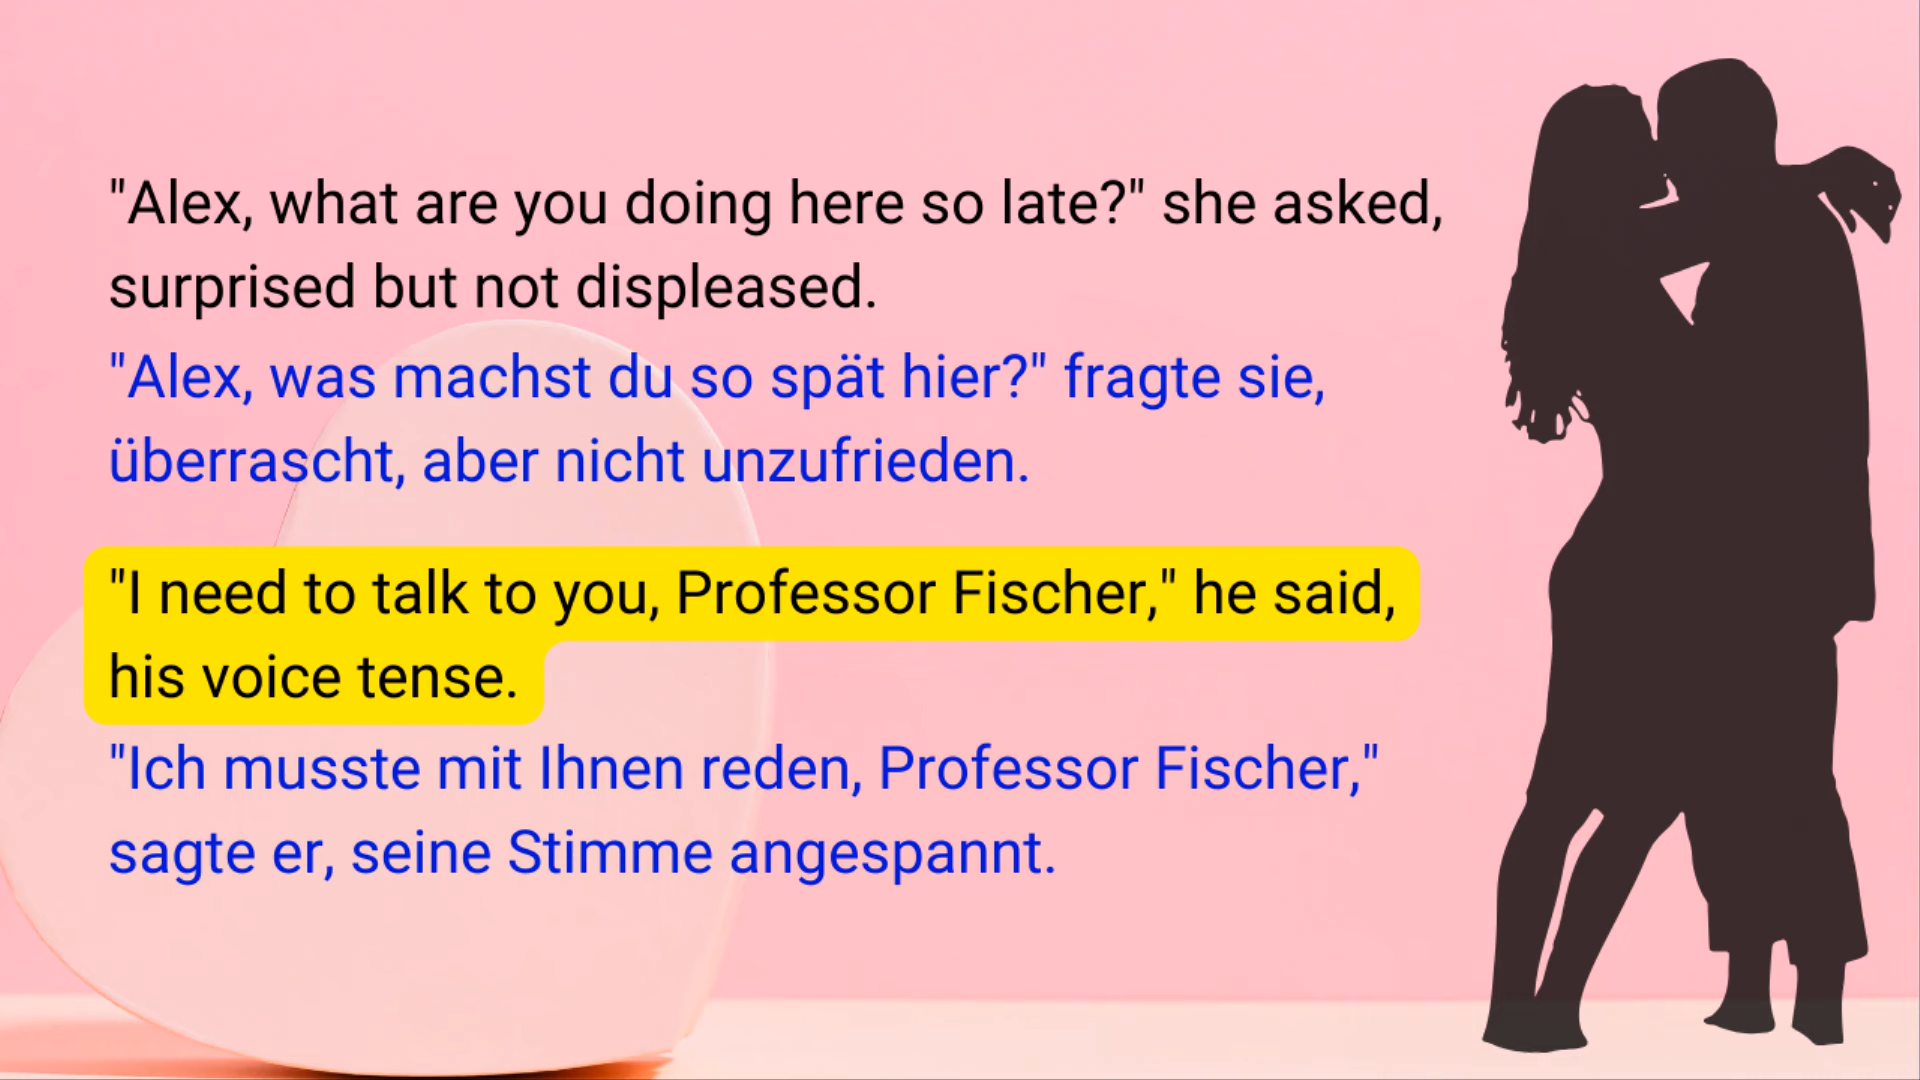 "Alex, what are you doing here so late?" she asked,
surprised but not displeased.
"Alex, was machst du so spät hier?" fragte sie,
überrascht, aber nicht unzufrieden.
"I need to talk to you, Professor Fischer," he said,
his voice tense.
"Ich musste mit Ihnen reden, Professor Fischer,"
sagte er, seine Stimme angespannt.